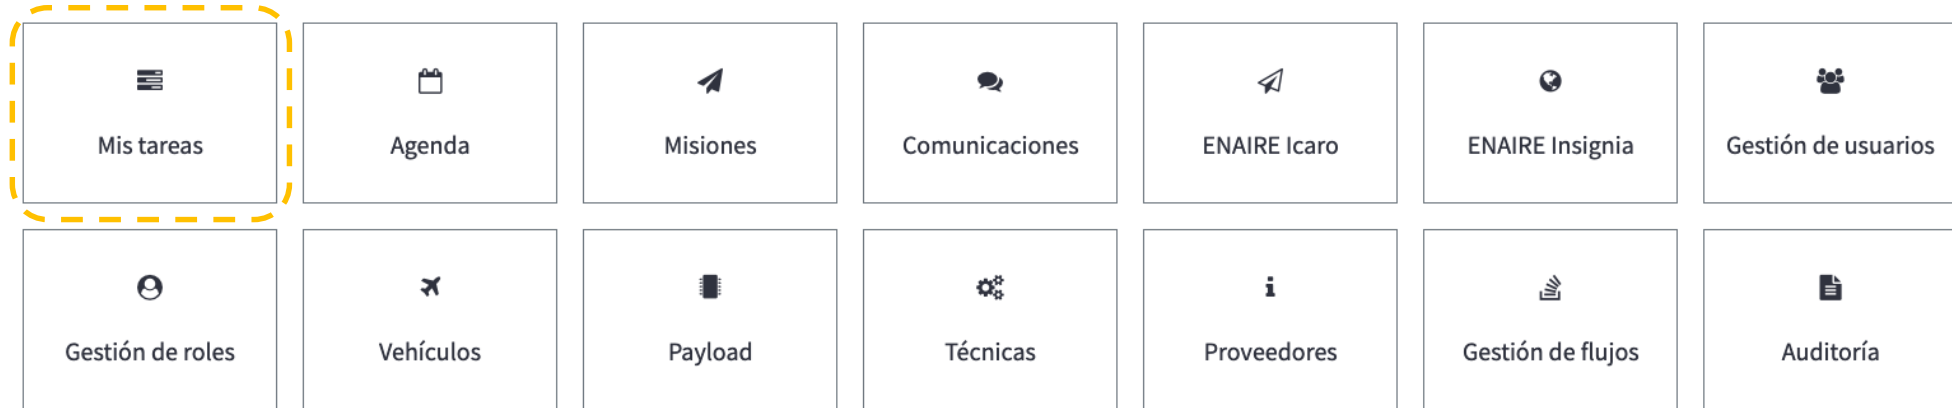 Mis tareas
Agenda
Misiones
Comunicaciones
ENAIRE Icaro
ENAIRE Insignia
Gestión de usuarios
Gestión de roles
Vehículos
Payload
Técnicas
Proveedores
Gestión de flujos
Auditoría